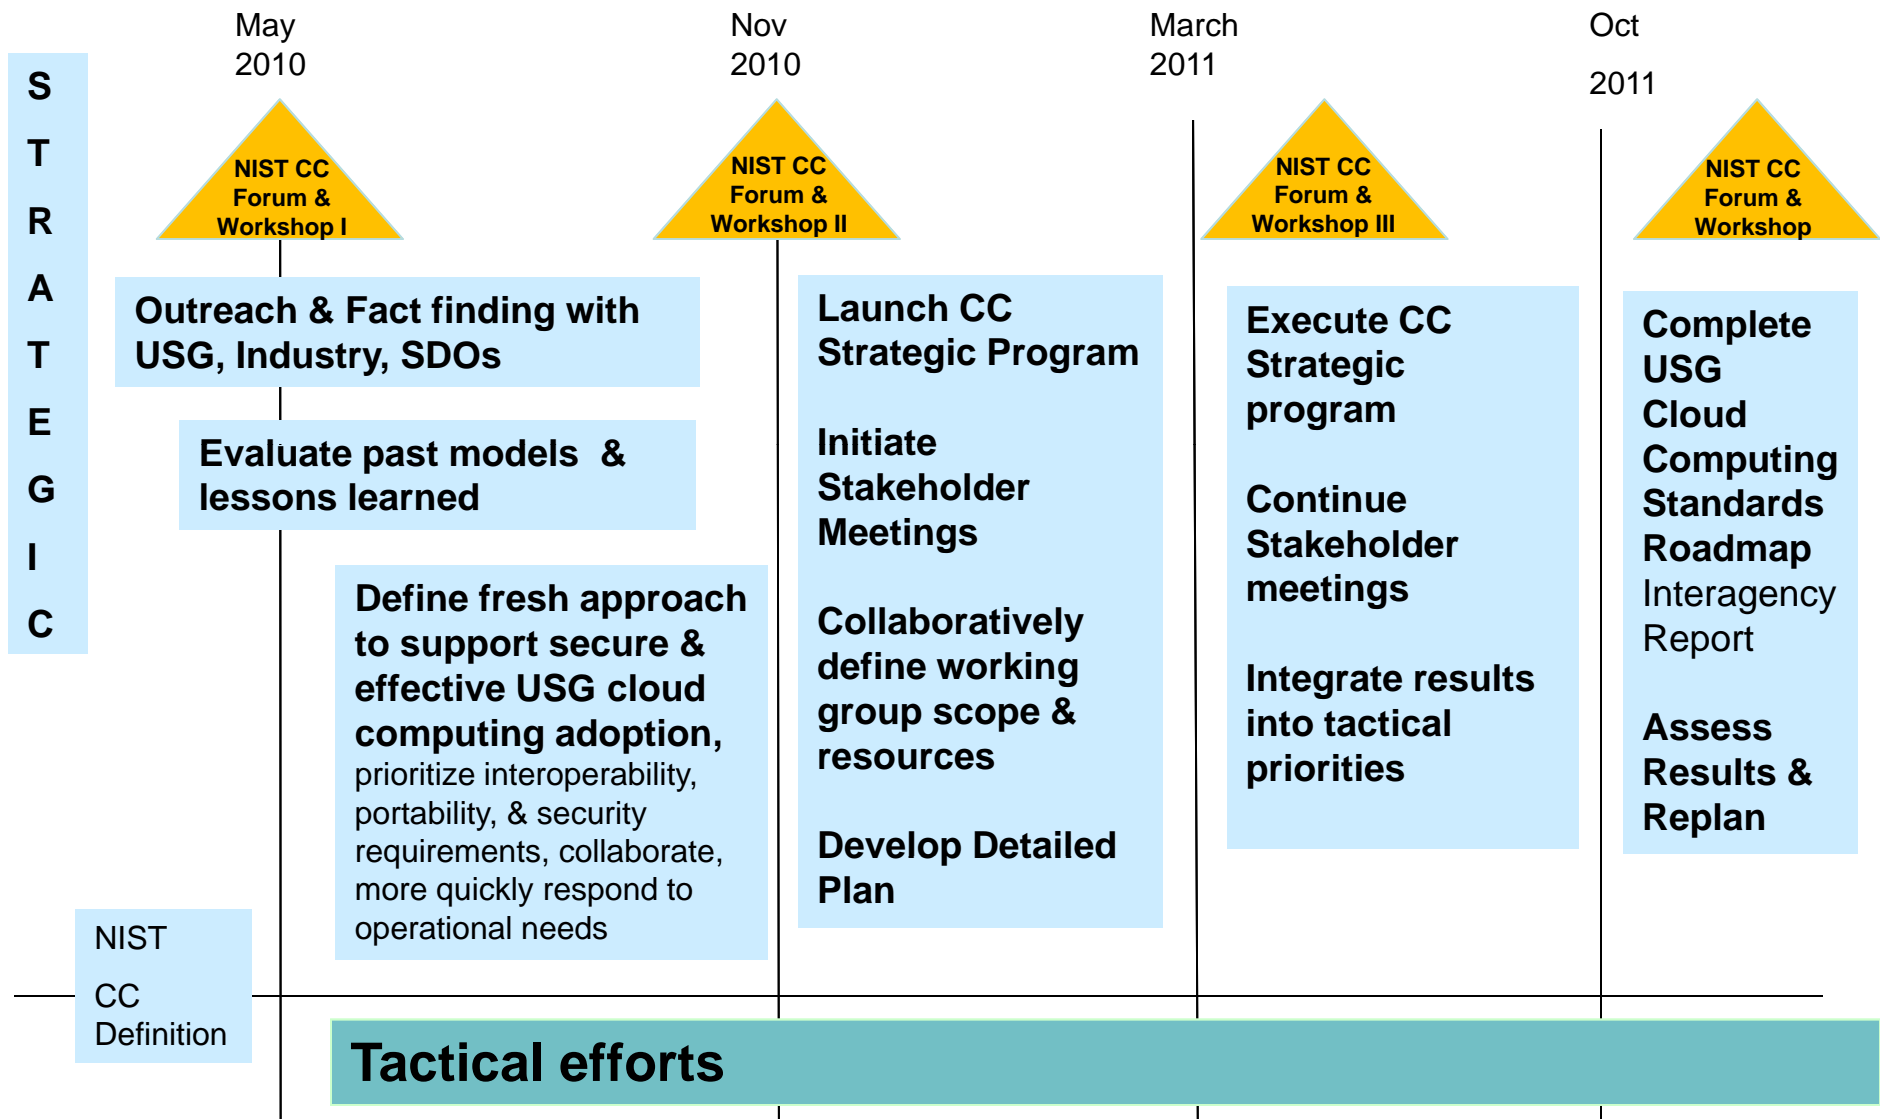 May
2010
Nov
2010
March
2011
Oct
2011
S
T
R
A
T
E
G
I
C
NIST CC
Forum &
Workshop I
NIST CC
Forum &
Workshop II
NIST CC
Forum &
Workshop III
NIST CC
Forum &
Workshop
Outreach & Fact finding with
USG, Industry, SDOs
Evaluate past models  &
lessons learned
Define fresh approach
to support secure &
effective USG cloud
computing adoption,
prioritize interoperability,
portability, & security
requirements, collaborate,
more quickly respond to
operational needs
Launch CC
Strategic Program
Initiate
Stakeholder
Meetings
Collaboratively
define working
group scope &
resources
Develop Detailed
Plan
Execute CC
Strategic
program
Continue
Stakeholder
meetings
Integrate results
into tactical
priorities
Complete
USG
Cloud
Computing
Standards
Roadmap
Interagency
Report
Assess
Results &
Replan
NIST
CC
Definition
Tactical efforts